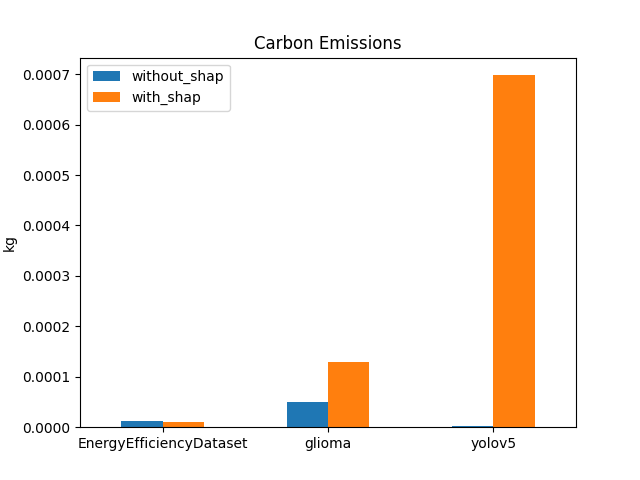 Carbon Emissions
without_shap
with_shap
0.0007
0.0006
0.0005
0.0004
0.0003
0.0002
0.0001
0.0000
kg
EnergyEfficiencyDataset
glioma
yolov5